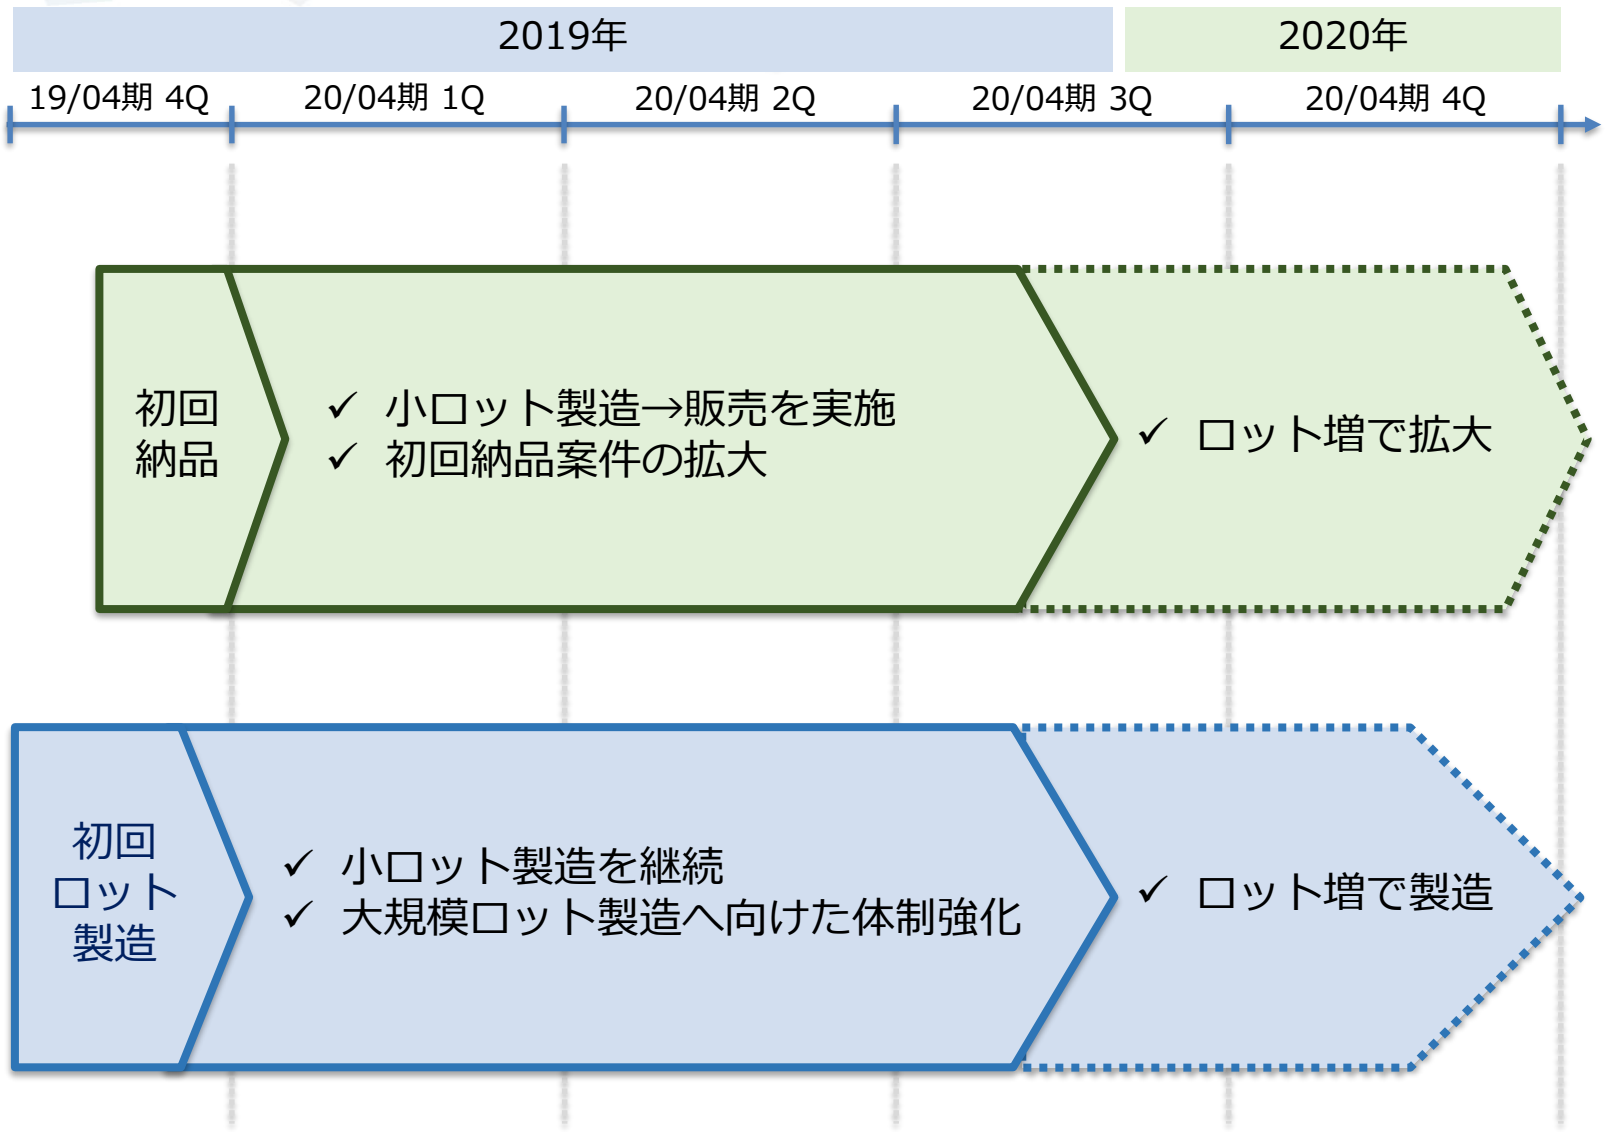 2019年
2020年
19/04期 4Q
20/04期 1Q
20/04期 2Q
20/04期 3Q
20/04期 4Q
初回
納品
✓ 小ロット製造→販売を実施
✓ 初回納品案件の拡大
✓ ロット増で拡大
初回
ロット
製造
✓ 小ロット製造を継続
✓ 大規模ロット製造へ向けた体制強化
✓ ロット増で製造